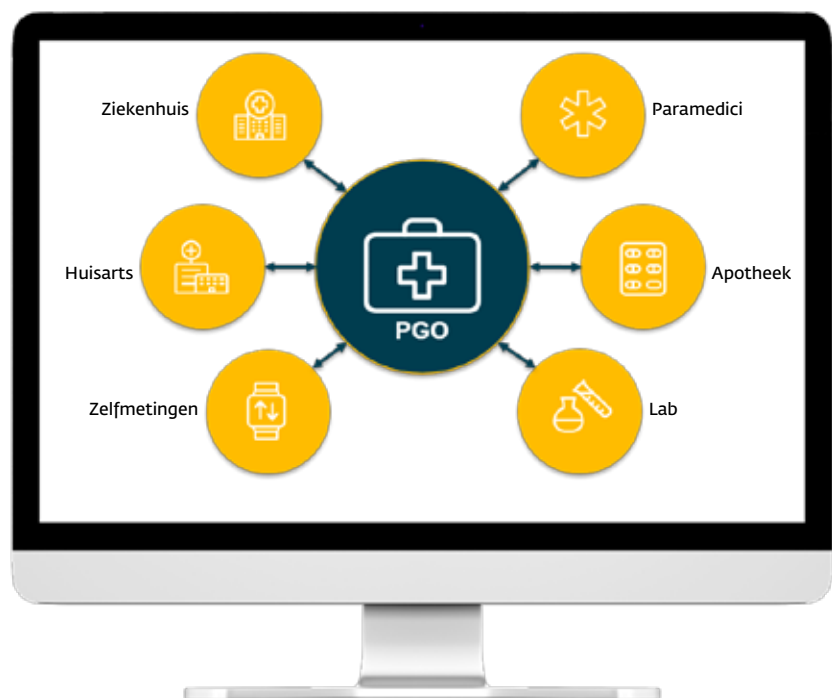 Ziekenhuis
Paramedici
Huisarts
PGO
Apotheek
Zelfmetingen
Lab